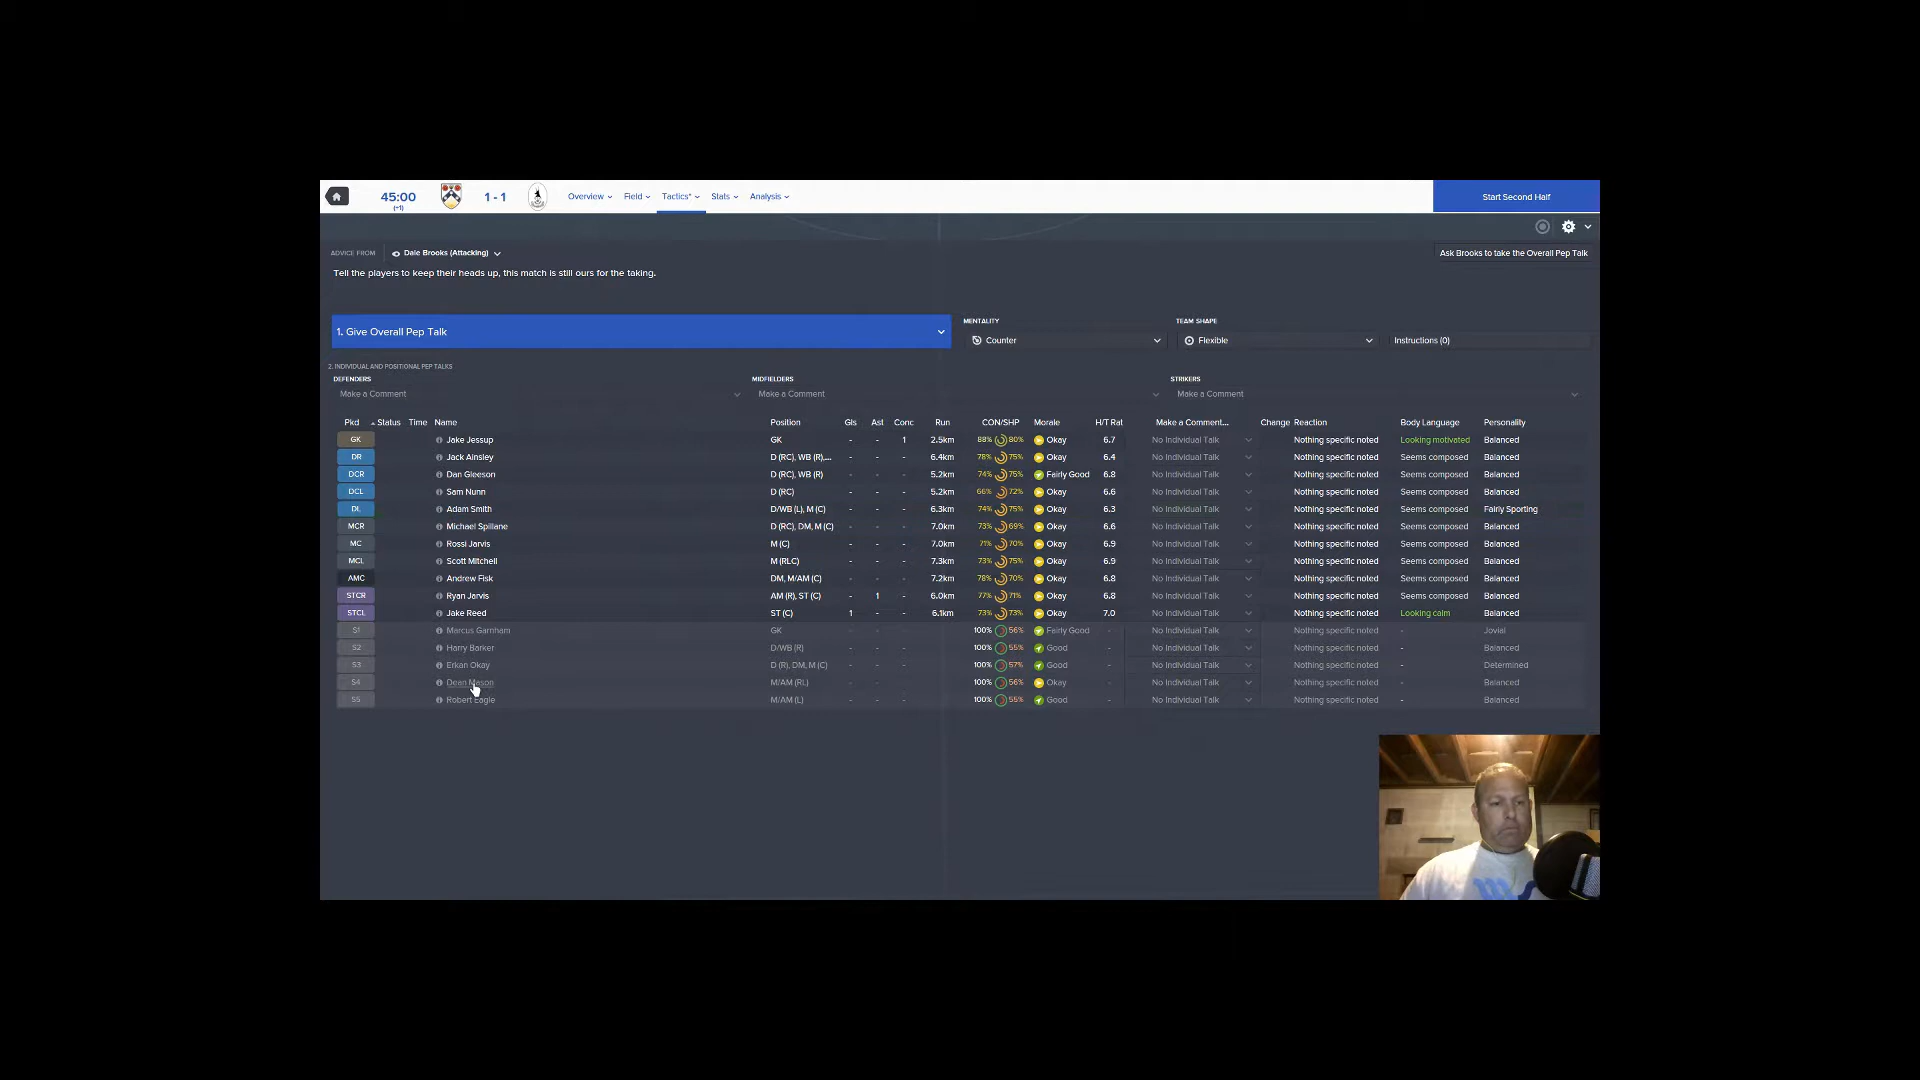 45:00 (+1) 1 - 1 Overview Field Tactics* Stats Analysis Start Second Half
ADVICE FROM Dale Brooks (Attacking) Ask Brooks to take the Overall Pep Talk
Tell the players to keep their heads up, this match is still ours for the taking.
MENTALITY TEAM SHAPE
1. Give Overall Pep Talk Counter Flexible Instructions (0)
2. INDIVIDUAL AND POSITIONAL PEP TALKS
DEFENDERS MIDFIELDERS STRIKERS
Make a Comment Make a Comment Make a Comment
Pkd Status Time Name Position Gls Ast Conc Run CON/SHP Morale H/T Rat Make a Comment... Change Reaction Body Language Personality
GK Jake Jessup GK - - 1 2.5km 88% 80% Okay 6.7 No Individual Talk Nothing specific noted Looking motivated Balanced
DR Jack Ainsley D (RC), WB (R),... - - - 6.4km 78% 75% Okay 6.4 No Individual Talk Nothing specific noted Seems composed Balanced
DCR Dan Gleeson D (RC), WB (R) - - - 5.2km 74% 75% Fairly Good 6.8 No Individual Talk Nothing specific noted Seems composed Balanced
DCL Sam Nunn D (RC) - - - 5.2km 66% 72% Okay 6.6 No Individual Talk Nothing specific noted Seems composed Balanced
DL Adam Smith D/WB (L), M (C) - - - 6.3km 74% 75% Okay 6.3 No Individual Talk Nothing specific noted Seems composed Fairly Sporting
MCR Michael Spillane D (RC), DM, M (C) - - - 7.0km 73% 69% Okay 6.6 No Individual Talk Nothing specific noted Seems composed Balanced
MC Rossi Jarvis M (C) - - - 7.0km 71% 70% Okay 6.9 No Individual Talk Nothing specific noted Seems composed Balanced
MCL Scott Mitchell M (RLC) - - - 7.3km 73% 75% Okay 6.9 No Individual Talk Nothing specific noted Seems composed Balanced
AMC Andrew Fisk DM, M/AM (C) - - - 7.2km 78% 70% Okay 6.8 No Individual Talk Nothing specific noted Seems composed Balanced
STCR Ryan Jarvis AM (R), ST (C) - 1 - 6.0km 77% 71% Okay 6.8 No Individual Talk Nothing specific noted Seems composed Balanced
STCL Jake Reed ST (C) 1 - - 6.1km 73% 73% Okay 7.0 No Individual Talk Nothing specific noted Looking calm Balanced
S1 Marcus Garnham GK - - - 100% 56% Fairly Good - No Individual Talk Nothing specific noted - Jovial
S2 Harry Barker D/WB (R) - - - 100% 55% Good - No Individual Talk Nothing specific noted - Balanced
S3 Erkan Okay D (R), DM, M (C) - - - 100% 57% Good - No Individual Talk Nothing specific noted - Determined
S4 Dean Mason M/AM (RL) - - - 100% 56% Okay - No Individual Talk Nothing specific noted - Balanced
S5 Robert Eagle M/AM (L) - - - 100% 55% Good - No Individual Talk Nothing specific noted - Balanced